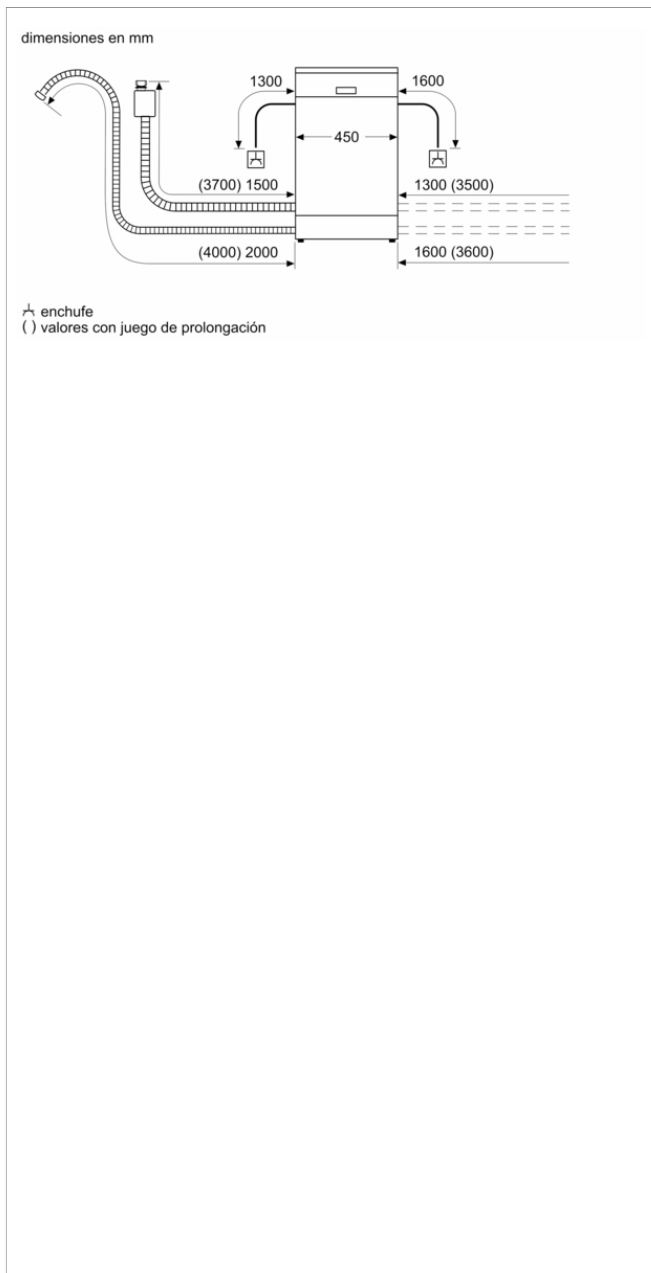 dimensiones en mm
1300
1600
450
(3700) 1500
1300 (3500)
(4000) 2000
1600 (3600)
enchufe
( ) valores con juego de prolongación